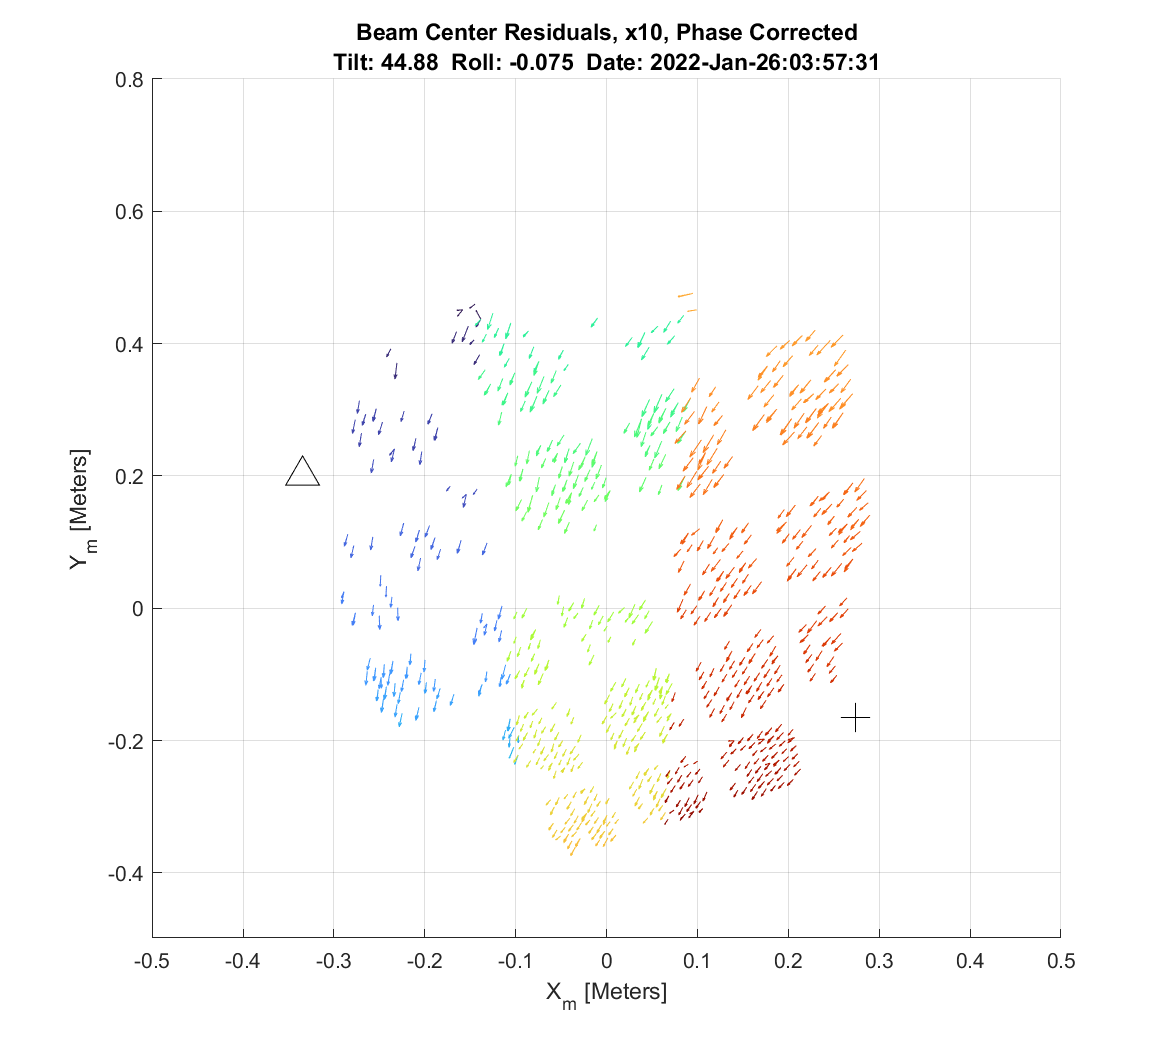 Beam Center Residuals, x10, Phase Corrected
Tilt: 44.88 Roll: -0.075 Date: 2022-Jan-26:03:57:31
0.8
0.6
0.4
0.2
0
-0.2
-0.4
Y_m [Meters]
-0.5 -0.4 -0.3 -0.2 -0.1 0 0.1 0.2 0.3 0.4 0.5
X_m [Meters]